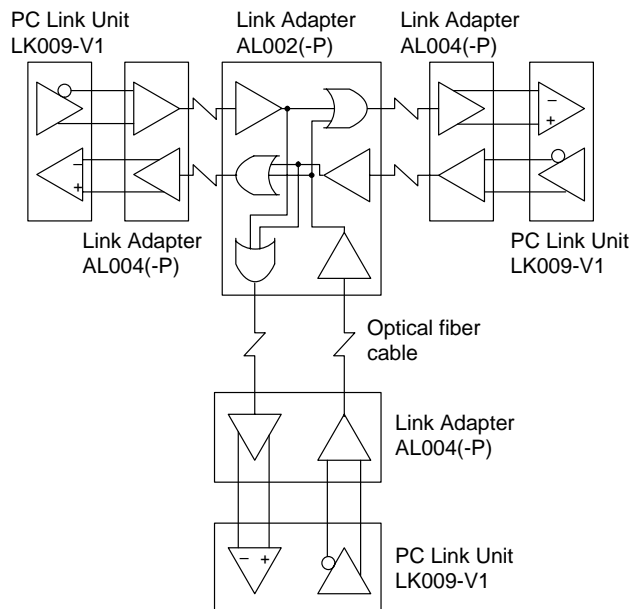 PC Link Unit
LK009-V1
Link Adapter
AL002(-P)
Link Adapter
AL004(-P)
−
+
−
+
Link Adapter
AL004(-P)
PC Link Unit
LK009-V1
Optical fiber
cable
Link Adapter
AL004(-P)
− +
PC Link Unit
LK009-V1